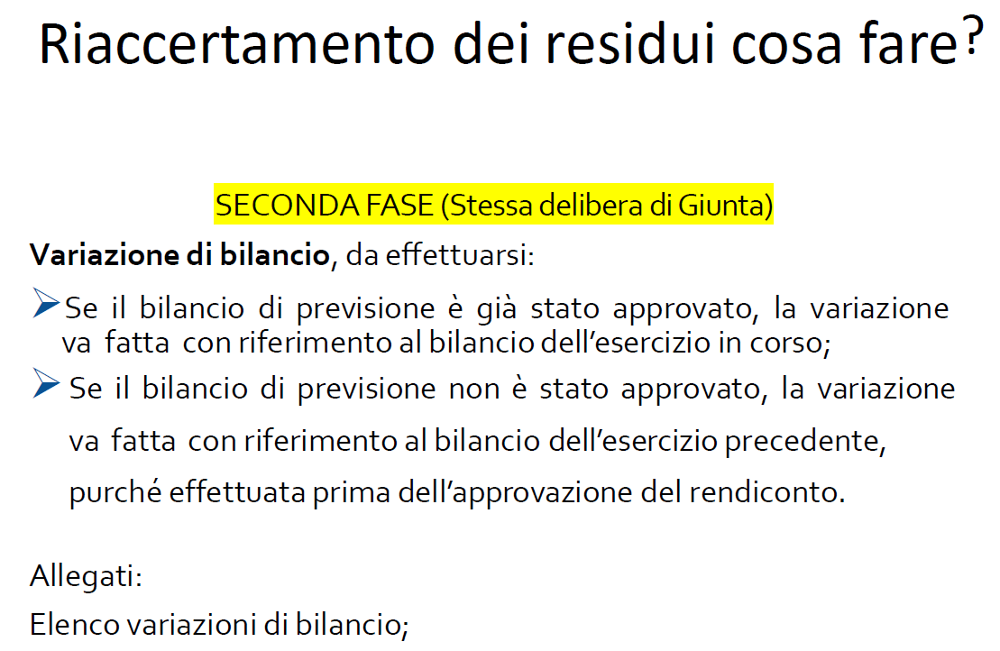 Riaccertamento dei residui cosa fare?
SECONDA FASE (Stessa delibera di Giunta)
Variazione di bilancio, da effettuarsi:
Se il bilancio di previsione è già stato approvato, la variazione
va fatta con riferimento al bilancio dell’esercizio in corso;
Se il bilancio di previsione non è stato approvato, la variazione
va fatta con riferimento al bilancio dell’esercizio precedente,
purché effettuata prima dell’approvazione del rendiconto.
Allegati:
Elenco variazioni di bilancio;